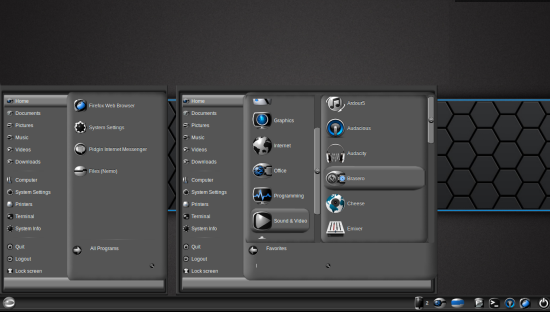 Home
Documents
Pictures
Music
Videos
Downloads
Computer
System Settings
Printers
Terminal
System Info
Quit
Logout
Lock screen
Firefox Web Browser
System Settings
Pidgin Internet Messenger
Files (Nemo)
All Programs
Home
Documents
Pictures
Music
Videos
Downloads
Computer
System Settings
Printers
Terminal
System Info
Quit
Logout
Lock screen
Graphics
Internet
Office
Programming
Sound & Video
Ardour5
Audacious
Audacity
Brasero
Cheese
Favorites